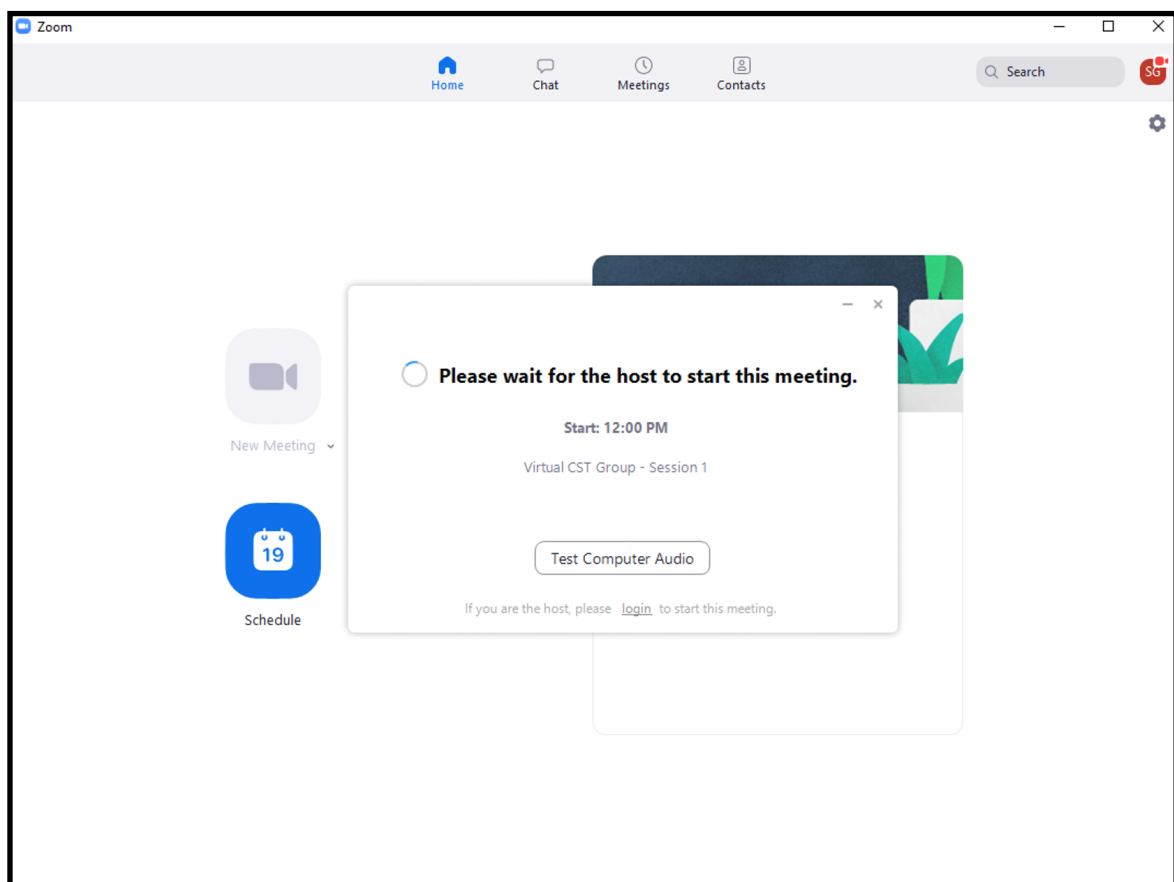 Zoom
Home
Chat
Meetings
Contacts
Search
SG
Please wait for the host to start this meeting.
Start: 12:00 PM
Virtual CST Group - Session 1
New Meeting
Test Computer Audio
19
If you are the host, please login to start this meeting.
Schedule